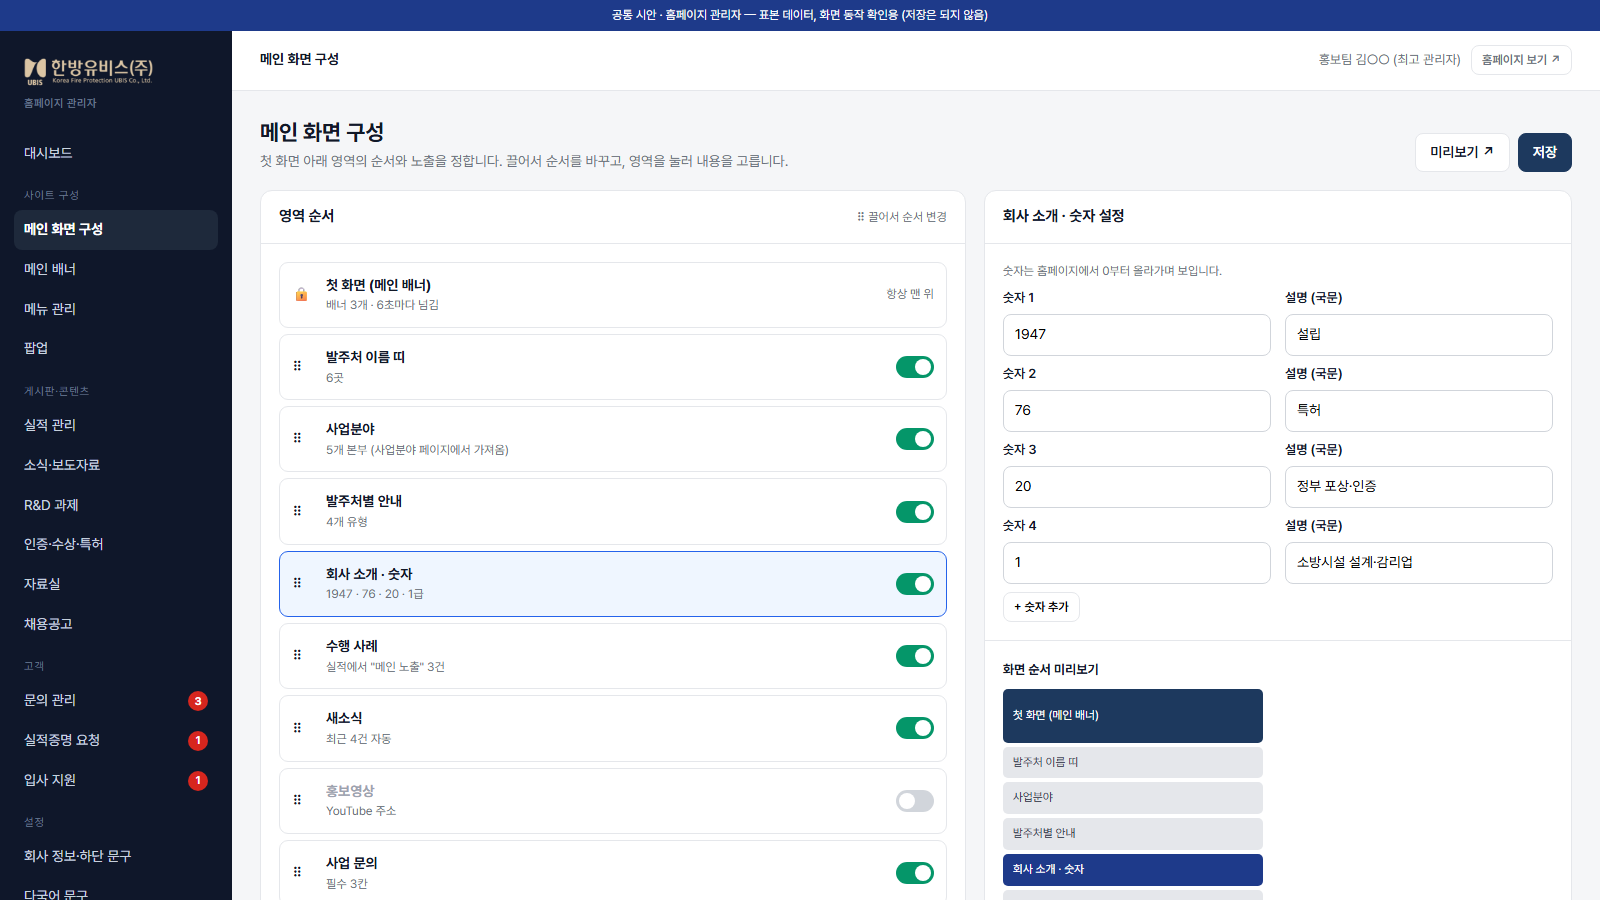 공통 시안 · 홈페이지 관리자 — 표본 데이터, 화면 동작 확인용 (저장은 되지 않음)
한방유비스(주)
UBIS Korea Fire Protection UBIS Co., Ltd.
홈페이지 관리자
대시보드
사이트 구성
메인 화면 구성
메인 배너
메뉴 관리
팝업
게시판·콘텐츠
실적 관리
소식·보도자료
R&D 과제
인증·수상·특허
자료실
채용공고
고객
문의 관리 3
실적증명 요청 1
입사 지원 1
설정
회사 정보·하단 문구
다국어 문구
메인 화면 구성
홍보팀 김○○ (최고 관리자)
홈페이지 보기 ↗
메인 화면 구성
첫 화면 아래 영역의 순서와 노출을 정합니다. 끌어서 순서를 바꾸고, 영역을 눌러 내용을 고릅니다.
미리보기 ↗
저장
영역 순서
⠿ 끌어서 순서 변경
첫 화면 (메인 배너)
배너 3개 · 6초마다 넘김
항상 맨 위
발주처 이름 띠
6곳
사업분야
5개 본부 (사업분야 페이지에서 가져옴)
발주처별 안내
4개 유형
회사 소개 · 숫자
1947 · 76 · 20 · 1급
수행 사례
실적에서 "메인 노출" 3건
새소식
최근 4건 자동
홍보영상
YouTube 주소
사업 문의
필수 3칸
회사 소개 · 숫자 설정
숫자는 홈페이지에서 0부터 올라가며 보입니다.
숫자 1 설명 (국문)
1947 설립
숫자 2 설명 (국문)
76 특허
숫자 3 설명 (국문)
20 정부 포상·인증
숫자 4 설명 (국문)
1 소방시설 설계·감리업
+ 숫자 추가
화면 순서 미리보기
첫 화면 (메인 배너)
발주처 이름 띠
사업분야
발주처별 안내
회사 소개 · 숫자